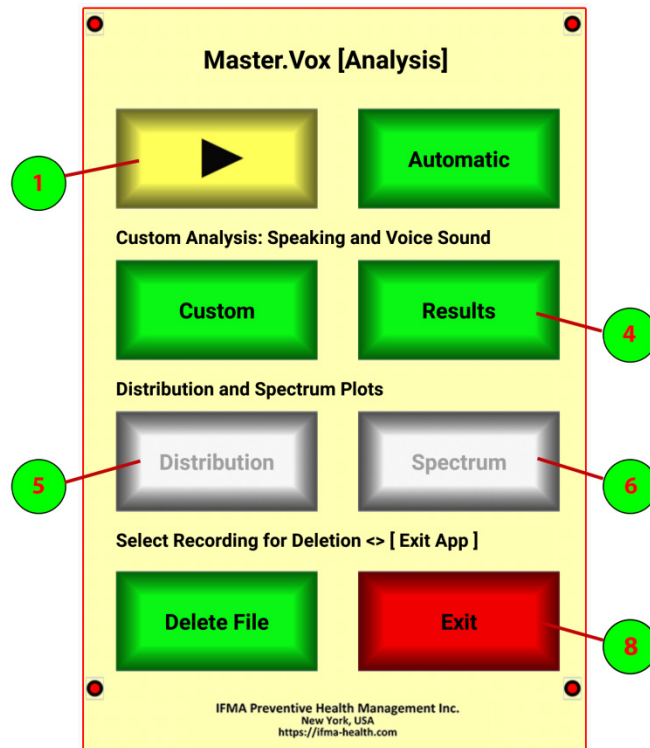 Master.Vox [Analysis]
Automatic
1
Custom Analysis: Speaking and Voice Sound
Custom
Results
4
Distribution and Spectrum Plots
Distribution
Spectrum
5
6
Select Recording for Deletion <> [ Exit App ]
Delete File
Exit
8
IFMA Preventive Health Management Inc.
New York, USA
https://ifma-health.com